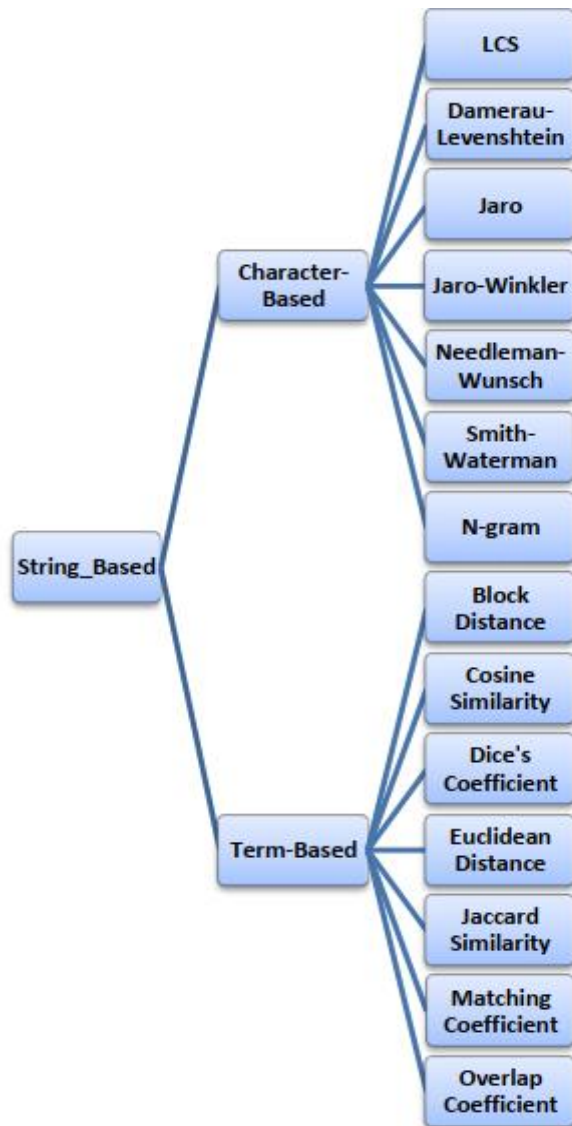 LCS
Damerau-
Levenshtein
Jaro
Character-
Based
Jaro-Winkler
Needleman-
Wunsch
Smith-
Waterman
N-gram
String_Based
Block
Distance
Cosine
Similarity
Dice's
Coefficient
Term-Based
Euclidean
Distance
Jaccard
Similarity
Matching
Coefficient
Overlap
Coefficient